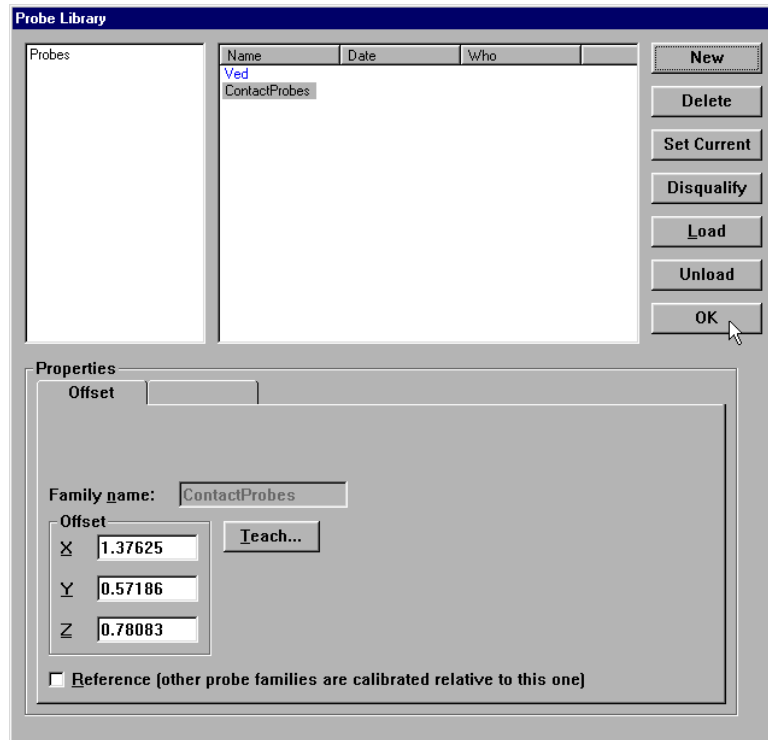 Probe Library
Probes
Name Date Who
Ved
ContactProbes
New
Delete
Set Current
Disqualify
Load
Unload
OK
Properties
Offset
Family name: ContactProbes
Offset
X 1.37625
Teach...
Y 0.57186
Z 0.78083
Reference (other probe families are calibrated relative to this one)